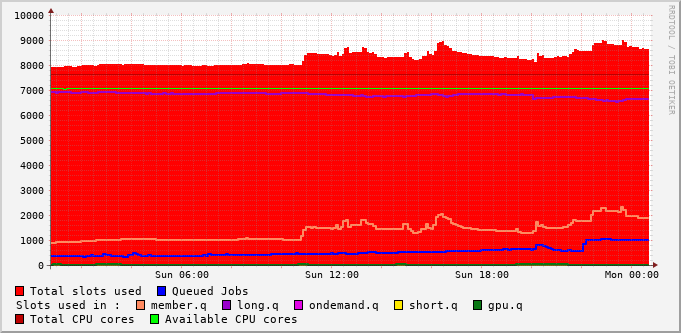 10000
9000
8000
7000
6000
5000
4000
3000
2000
1000
0
Sun 06:00 Sun 12:00 Sun 18:00 Mon 00:00
RRDTOOL / TOBI OETIKER
Total slots used Queued Jobs
Slots used in : member.q long.q ondemand.q short.q gpu.q
Total CPU cores Available CPU cores